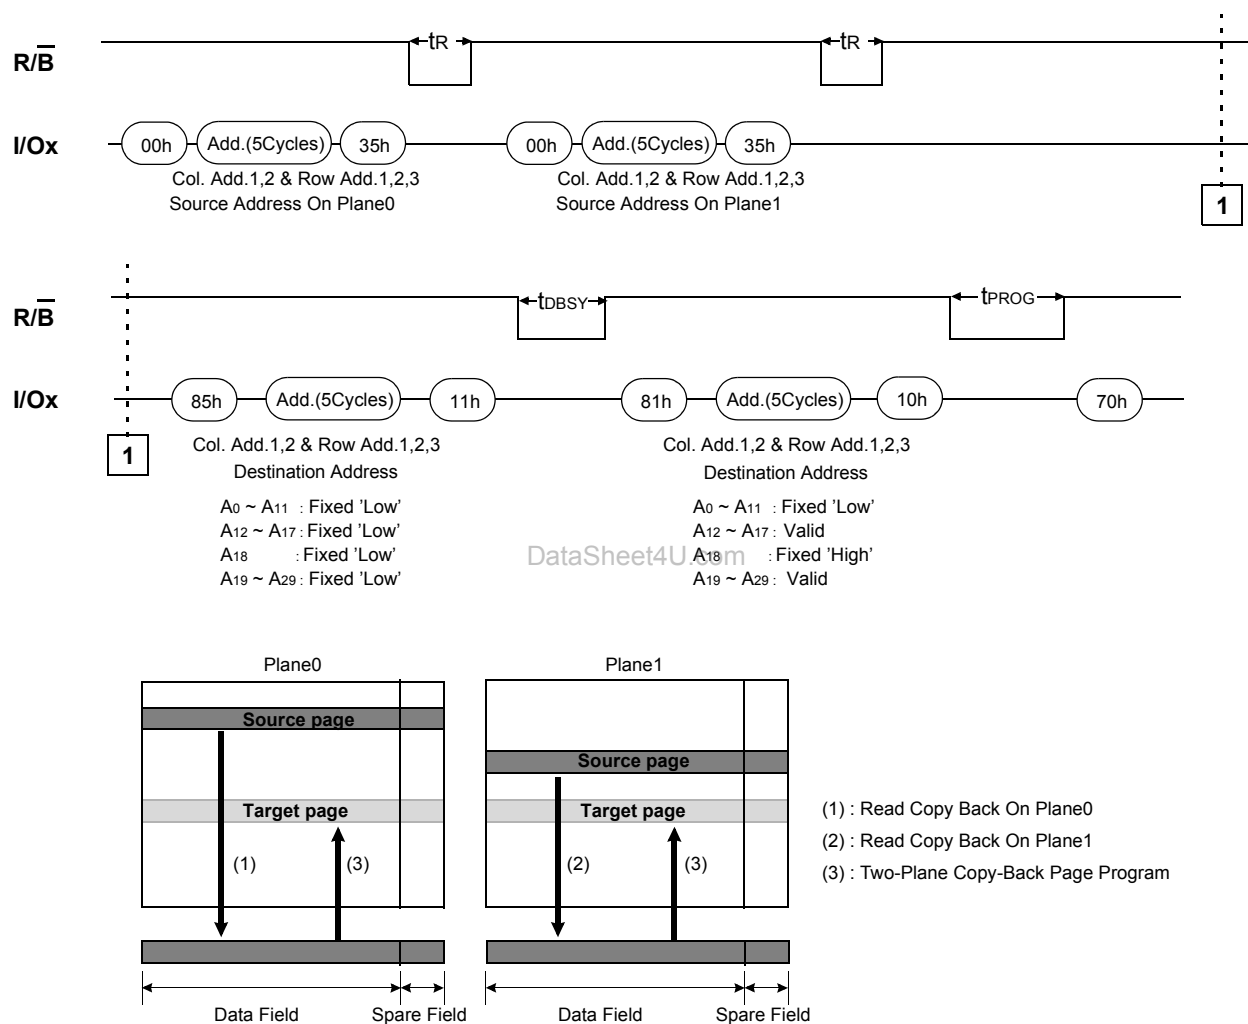 R/B tR tR
I/Ox 00h Add.(5Cycles) 35h 00h Add.(5Cycles) 35h
Col. Add.1,2 & Row Add.1,2,3 Col. Add.1,2 & Row Add.1,2,3
Source Address On Plane0 Source Address On Plane1
1
R/B tDBSY tPROG
I/Ox 85h Add.(5Cycles) 11h 81h Add.(5Cycles) 10h 70h
1
Col. Add.1,2 & Row Add.1,2,3 Col. Add.1,2 & Row Add.1,2,3
Destination Address Destination Address
A0 ~ A11 : Fixed 'Low' A0 ~ A11 : Fixed 'Low'
A12 ~ A17 : Fixed 'Low' A12 ~ A17 : Valid
A18 : Fixed 'Low' DataSheet4U.com A18 : Fixed 'High'
A19 ~ A29 : Fixed 'Low' A19 ~ A29 : Valid
Plane0 Plane1
Source page
Source page
Target page Target page
(1) : Read Copy Back On Plane0
(2) : Read Copy Back On Plane1
(3) : Two-Plane Copy-Back Page Program
(1) (3) (2) (3)
Data Field Spare Field Data Field Spare Field